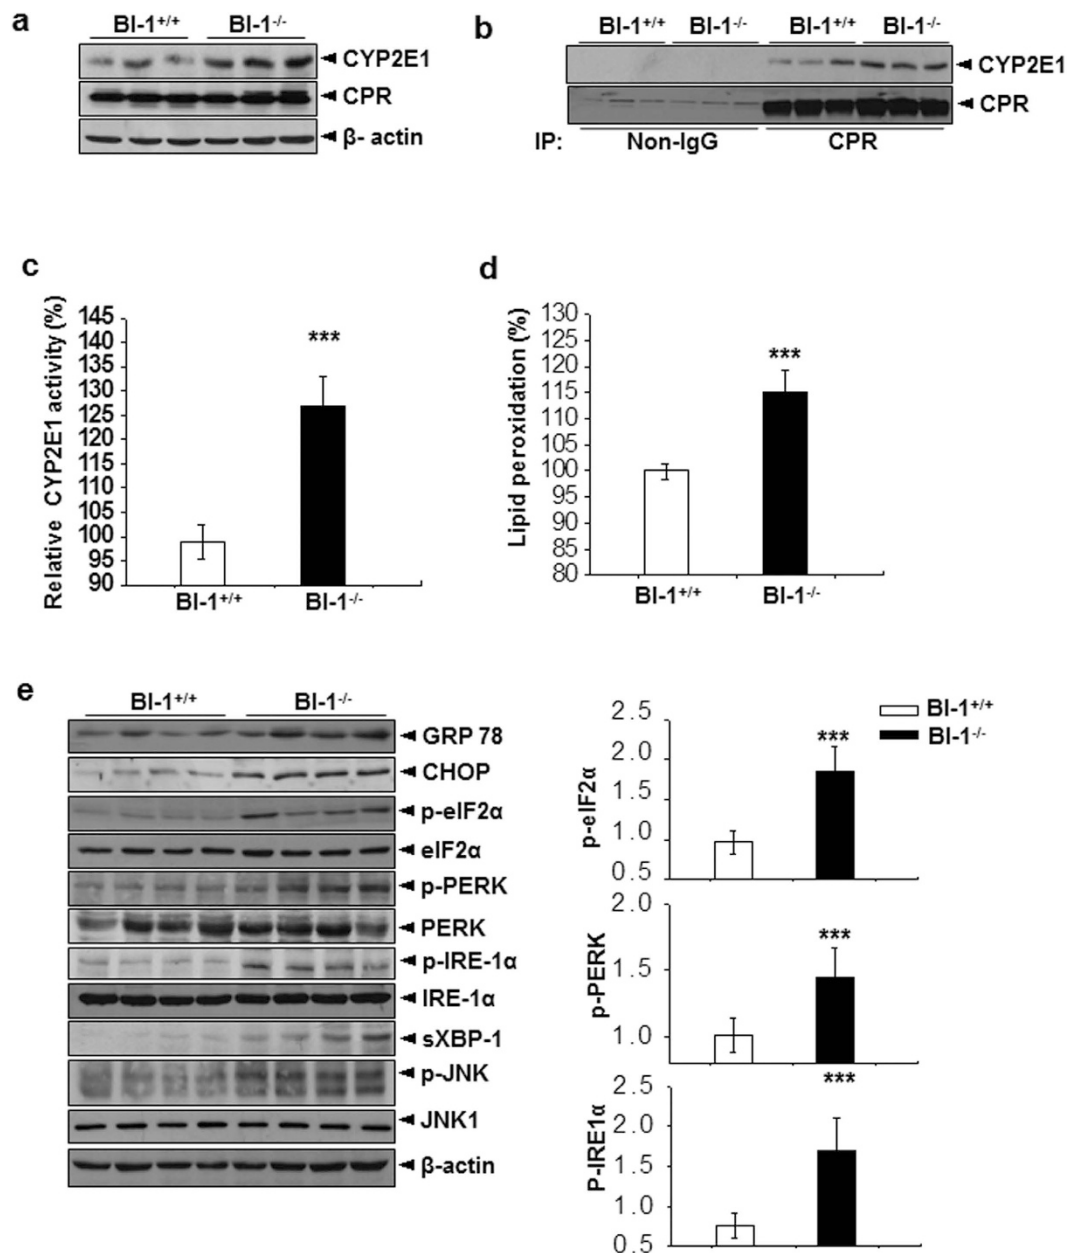 a
BI-1+/+ BI-1-/-
CYP2E1
CPR
β- actin
b
BI-1+/+ BI-1-/- BI-1+/+ BI-1-/-
CYP2E1
CPR
IP: Non-IgG CPR
c
Relative CYP2E1 activity (%)
145
140
135
130
125
120
115
110
105
100
95
90
***
BI-1+/+ BI-1-/-
d
Lipid peroxidation (%)
130
125
120
115
110
105
100
95
90
85
80
***
BI-1+/+ BI-1-/-
e
BI-1+/+ BI-1-/-
GRP 78
CHOP
p-eIF2α
eIF2α
p-PERK
PERK
p-IRE-1α
IRE-1α
sXBP-1
p-JNK
JNK1
β-actin
BI-1+/+
BI-1-/-
p-eIF2α
2.5
2.0
1.5
1.0
0.5
***
p-PERK
2.0
1.5
1.0
***
P-IRE1α
2.5
2.0
1.5
1.0
0.5
***